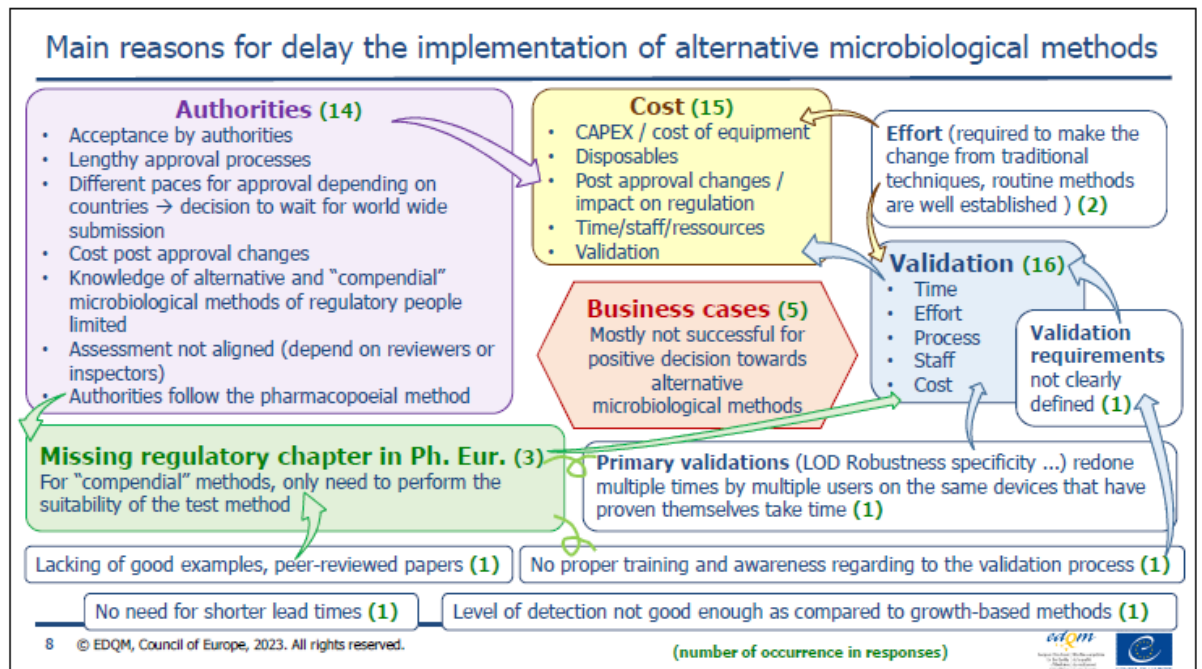 Main reasons for delay the implementation of alternative microbiological methods
Authorities (14)
• Acceptance by authorities
• Lengthy approval processes
• Different paces for approval depending on
countries → decision to wait for world wide
submission
• Cost post approval changes
• Knowledge of alternative and “compendial”
microbiological methods of regulatory people
limited
• Assessment not aligned (depend on reviewers or
inspectors)
• Authorities follow the pharmacopoeial method
Cost (15)
• CAPEX / cost of equipment
• Disposables
• Post approval changes /
impact on regulation
• Time/staff/ressources
• Validation
Effort (required to make the
change from traditional
techniques, routine methods
are well established ) (2)
Validation (16)
• Time
• Effort
• Process
• Staff
• Cost
Business cases (5)
Mostly not successful for
positive decision towards
alternative
microbiological methods
Validation
requirements
not clearly
defined (1)
Missing regulatory chapter in Ph. Eur. (3)
For “compendial” methods, only need to perform the
suitability of the test method
Primary validations (LOD Robustness specificity ...) redone
multiple times by multiple users on the same devices that have
proven themselves take time (1)
Lacking of good examples, peer-reviewed papers (1)
No proper training and awareness regarding to the validation process (1)
No need for shorter lead times (1)
Level of detection not good enough as compared to growth-based methods (1)
8 © EDQM, Council of Europe, 2023. All rights reserved.
(number of occurrence in responses)
edqm